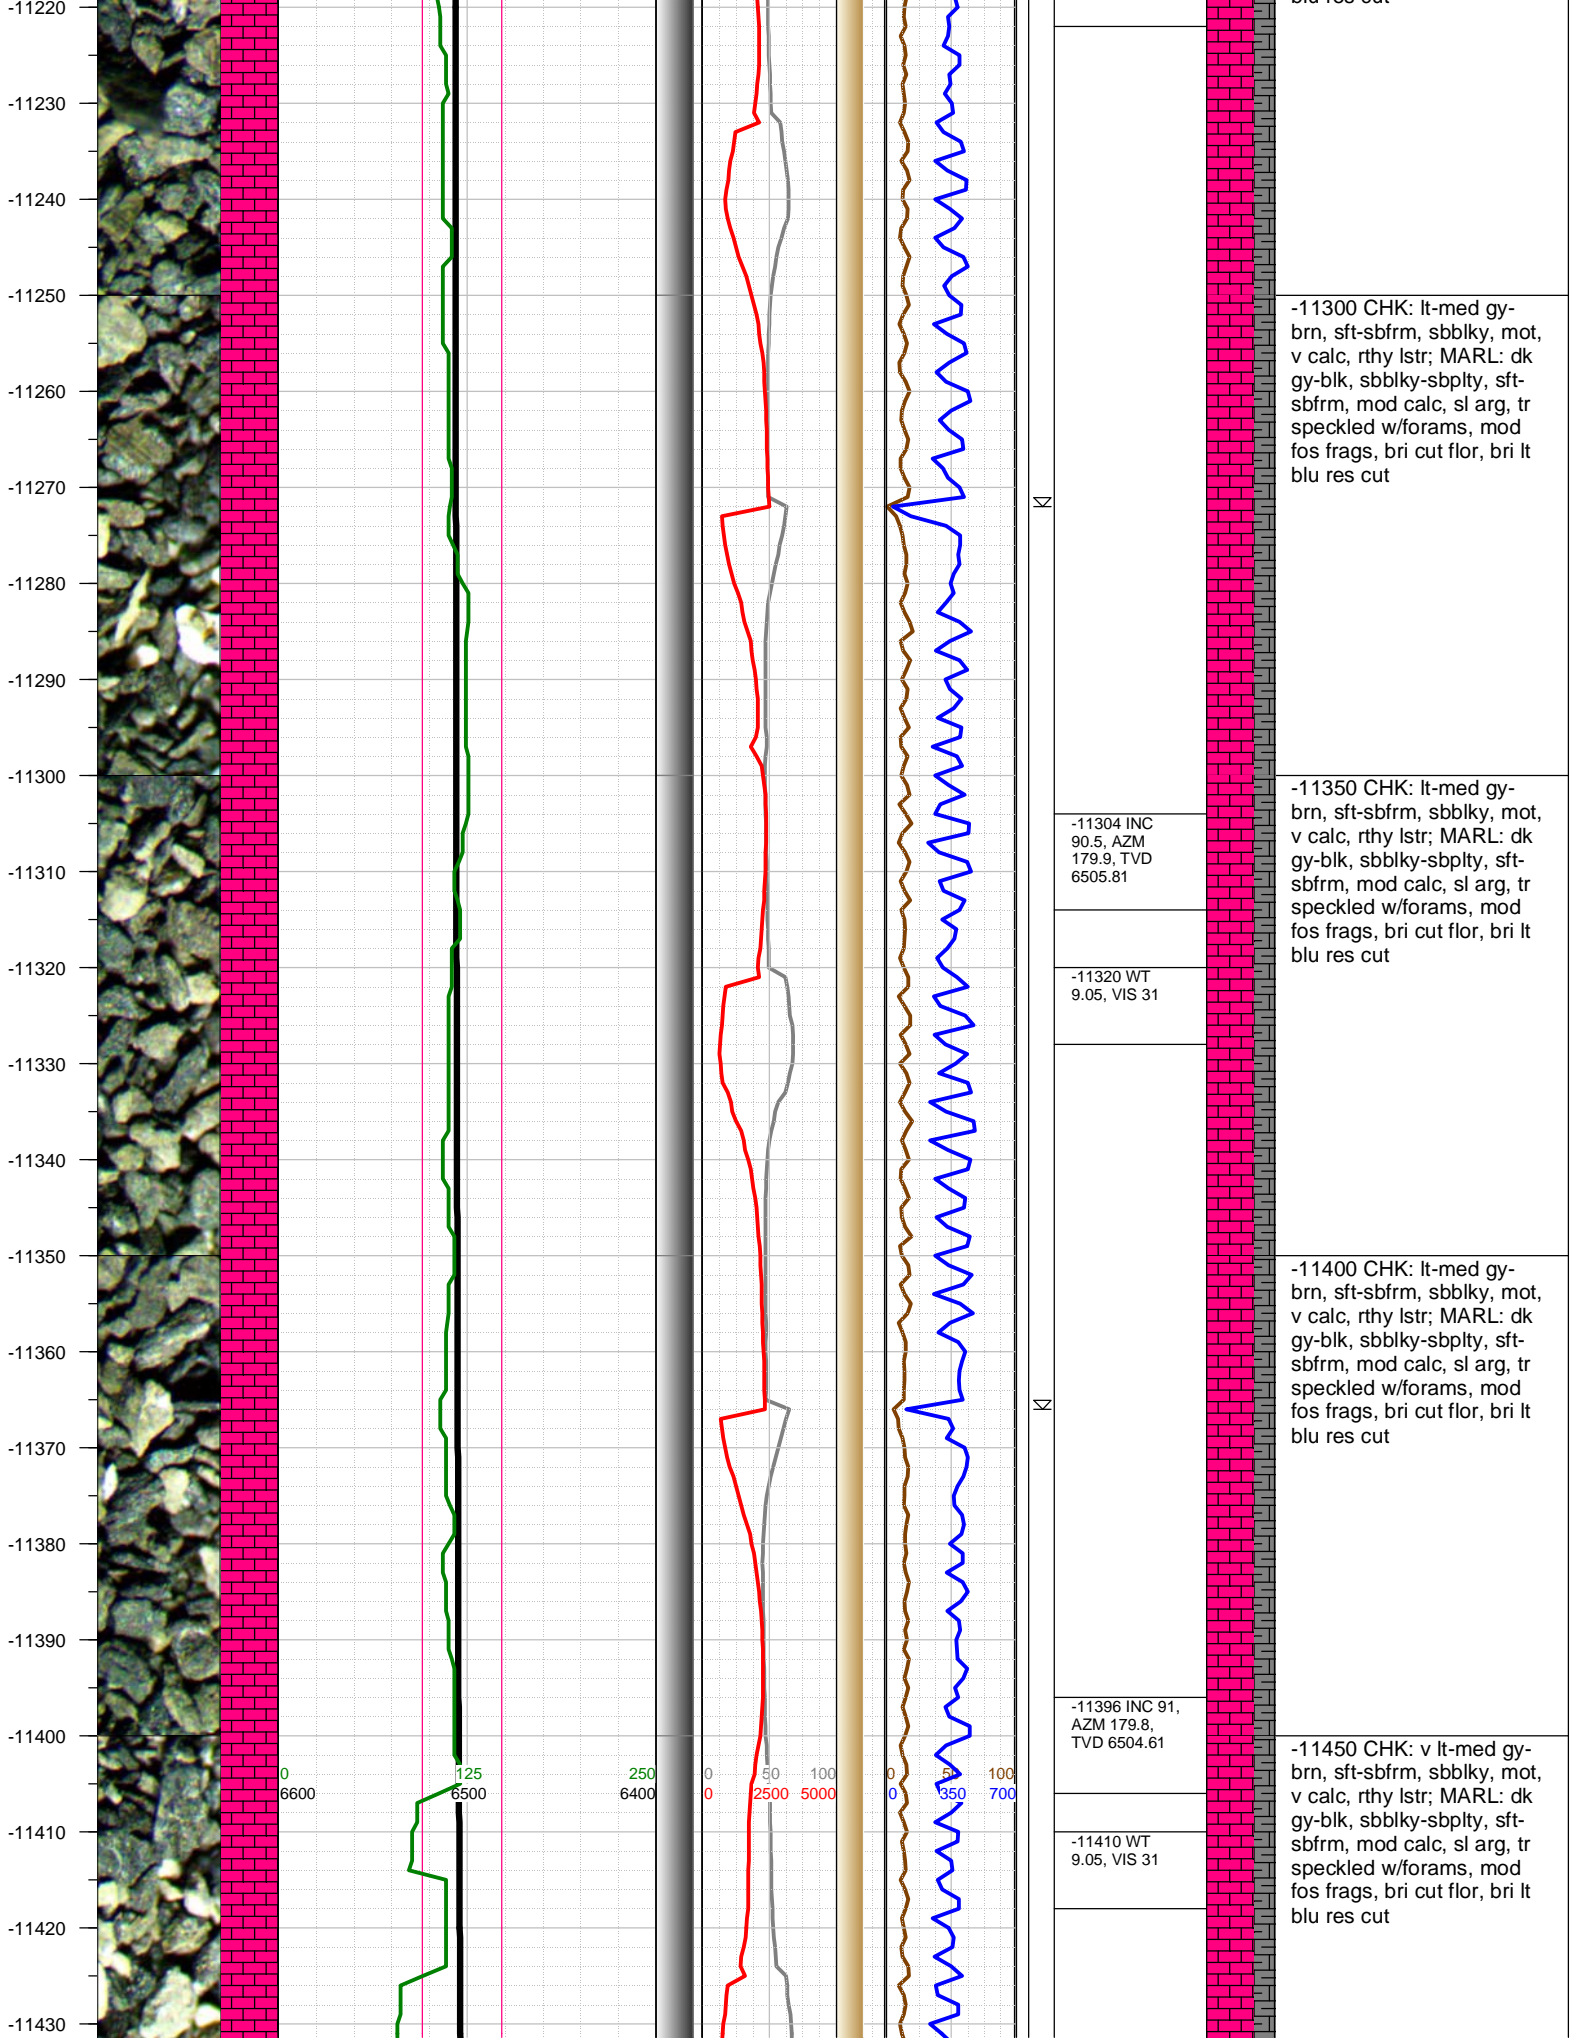 blu res cut
-11220
-11230
-11240
-11250
-11260
-11270
-11280
-11290
-11300
-11310
-11320
-11330
-11340
-11350
-11360
-11370
-11380
-11390
-11400
-11410
-11420
-11430
0 125 250
6600 6500 6400
0 50 100
0 2500 5000
0 50 100
0 350 700
-11304 INC
90.5, AZM
179.9, TVD
6505.81
-11320 WT
9.05, VIS 31
-11396 INC 91,
AZM 179.8,
TVD 6504.61
-11410 WT
9.05, VIS 31
-11300 CHK: lt-med gy-
brn, sft-sbfrm, sbblky, mot,
v calc, rthy lstr; MARL: dk
gy-blk, sbblky-sbplty, sft-
sbfrm, mod calc, sl arg, tr
speckled w/forams, mod
fos frags, bri cut flor, bri lt
blu res cut
-11350 CHK: lt-med gy-
brn, sft-sbfrm, sbblky, mot,
v calc, rthy lstr; MARL: dk
gy-blk, sbblky-sbplty, sft-
sbfrm, mod calc, sl arg, tr
speckled w/forams, mod
fos frags, bri cut flor, bri lt
blu res cut
-11400 CHK: lt-med gy-
brn, sft-sbfrm, sbblky, mot,
v calc, rthy lstr; MARL: dk
gy-blk, sbblky-sbplty, sft-
sbfrm, mod calc, sl arg, tr
speckled w/forams, mod
fos frags, bri cut flor, bri lt
blu res cut
-11450 CHK: v lt-med gy-
brn, sft-sbfrm, sbblky, mot,
v calc, rthy lstr; MARL: dk
gy-blk, sbblky-sbplty, sft-
sbfrm, mod calc, sl arg, tr
speckled w/forams, mod
fos frags, bri cut flor, bri lt
blu res cut